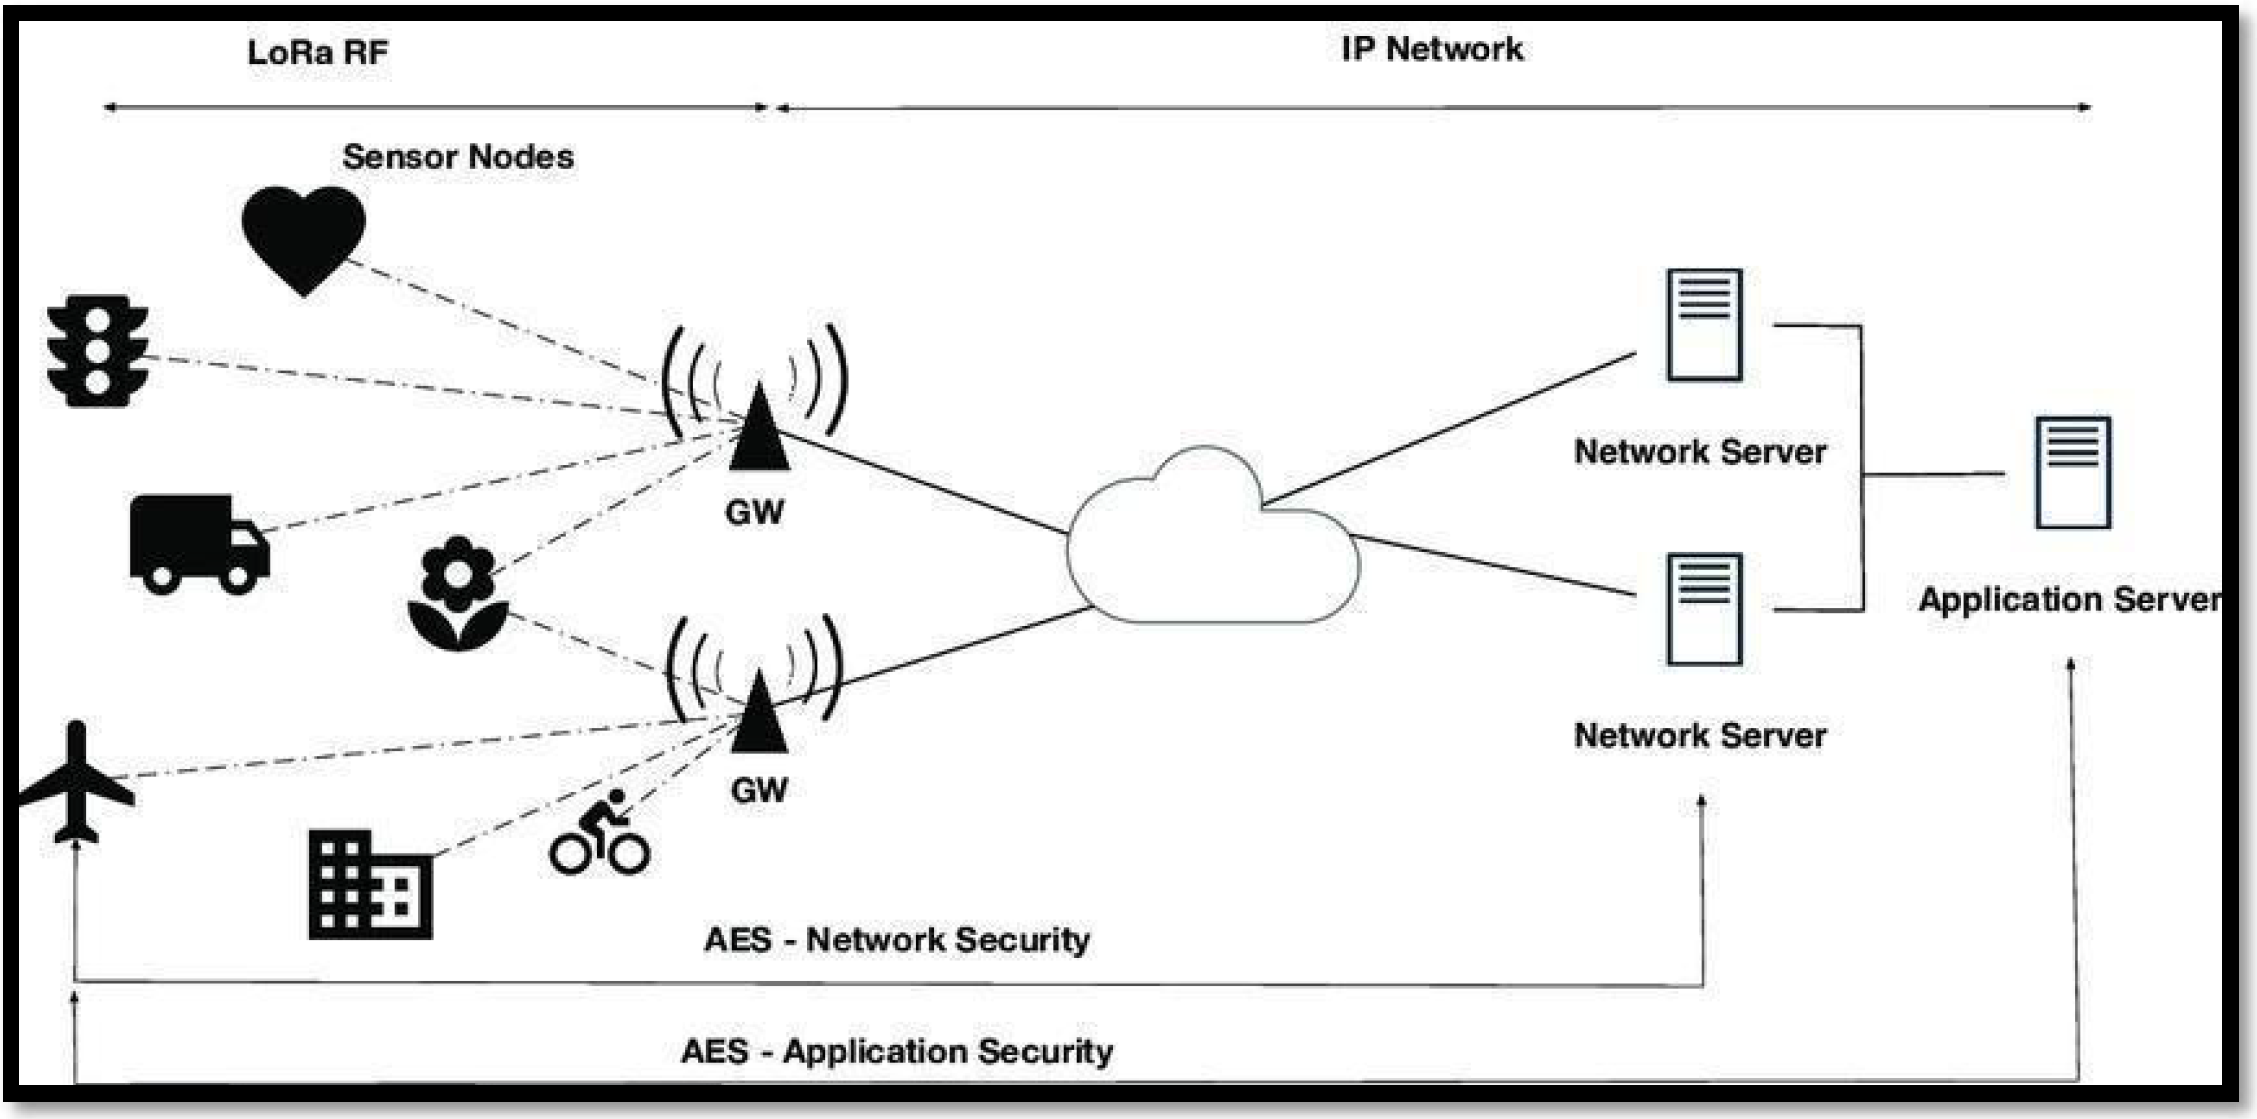 LoRa RF
IP Network
Sensor Nodes
GW
Network Server
Application Server
Network Server
GW
AES - Network Security
AES - Application Security